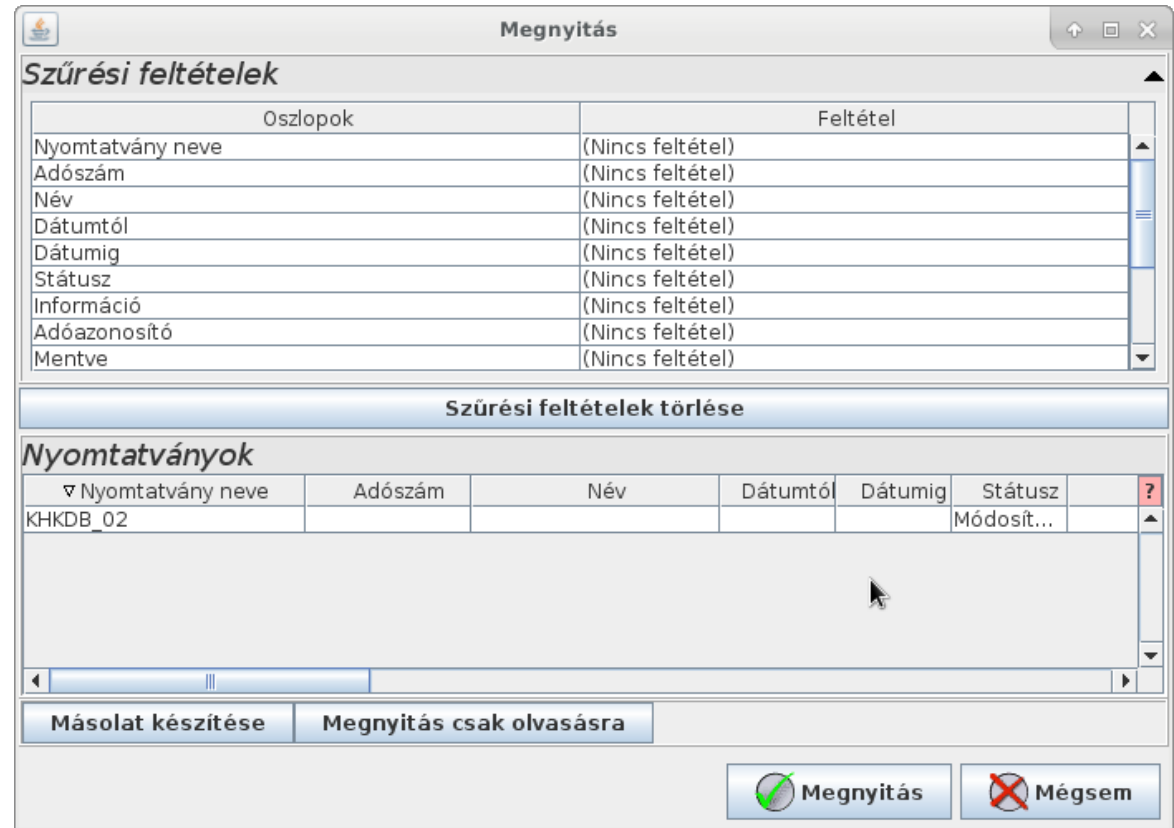 Megnyitás
Szűrési feltételek
Oszlopok Feltétel
Nyomtatvány neve (Nincs feltétel)
Adószám (Nincs feltétel)
Név (Nincs feltétel)
Dátumtól (Nincs feltétel)
Dátumig (Nincs feltétel)
Státusz (Nincs feltétel)
Információ (Nincs feltétel)
Adóazonosító (Nincs feltétel)
Mentve (Nincs feltétel)
Szűrési feltételek törlése
Nyomtatványok
Nyomtatvány neve Adószám Név Dátumtól Dátumig Státusz ?
KHKDB_02 Módosít...
Másolat készítése Megnyitás csak olvasásra
Megnyitás Mégsem